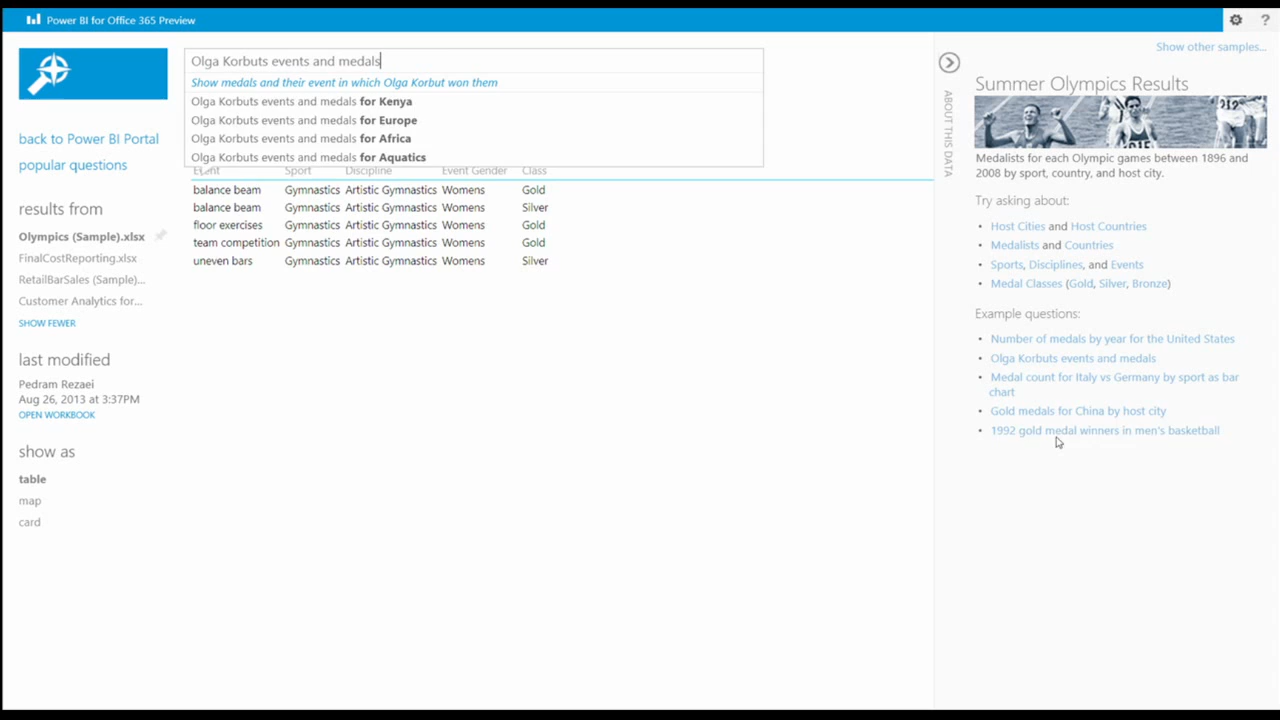 Power BI for Office 365 Preview
?
back to Power BI Portal
popular questions
results from
Olympics (Sample).xlsx
FinalCostReporting.xlsx
RetailBarSales (Sample)...
Customer Analytics for...
SHOW FEWER
last modified
Pedram Rezaei
Aug 26, 2013 at 3:37PM
OPEN WORKBOOK
show as
table
map
card
Olga Korbuts events and medals
Show medals and their event in which Olga Korbut won them
Olga Korbuts events and medals for Kenya
Olga Korbuts events and medals for Europe
Olga Korbuts events and medals for Africa
Olga Korbuts events and medals for Aquatics
Event Sport Discipline Event Gender Class
balance beam Gymnastics Artistic Gymnastics Womens Gold
balance beam Gymnastics Artistic Gymnastics Womens Silver
floor exercises Gymnastics Artistic Gymnastics Womens Gold
team competition Gymnastics Artistic Gymnastics Womens Gold
uneven bars Gymnastics Artistic Gymnastics Womens Silver
ABOUT THIS DATA
Show other samples...
Summer Olympics Results
Medalists for each Olympic games between 1896 and
2008 by sport, country, and host city.
Try asking about:
• Host Cities and Host Countries
• Medalists and Countries
• Sports, Disciplines, and Events
• Medal Classes (Gold, Silver, Bronze)
Example questions:
• Number of medals by year for the United States
• Olga Korbuts events and medals
• Medal count for Italy vs Germany by sport as bar
chart
• Gold medals for China by host city
• 1992 gold medal winners in men's basketball